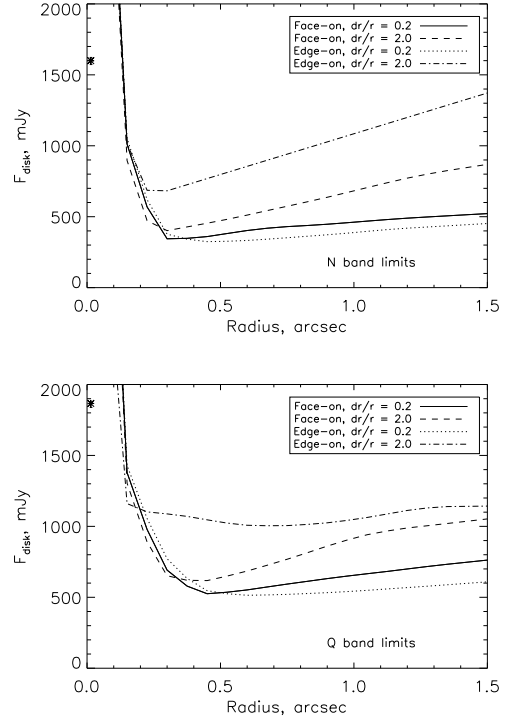 2000
1500
1000
500
0
F_disk, mJy
Face-on, dr/r = 0.2
Face-on, dr/r = 2.0
Edge-on, dr/r = 0.2
Edge-on, dr/r = 2.0
N band limits
0.0 0.5 1.0 1.5
Radius, arcsec
2000
1500
1000
500
0
F_disk, mJy
Face-on, dr/r = 0.2
Face-on, dr/r = 2.0
Edge-on, dr/r = 0.2
Edge-on, dr/r = 2.0
Q band limits
0.0 0.5 1.0 1.5
Radius, arcsec